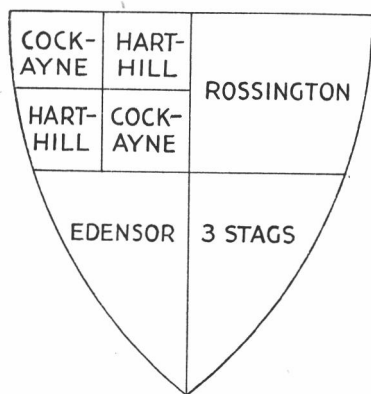 COCK-
AYNE
HART-
HILL
ROSSINGTON
HART-
HILL
COCK-
AYNE
EDENSOR
3 STAGS